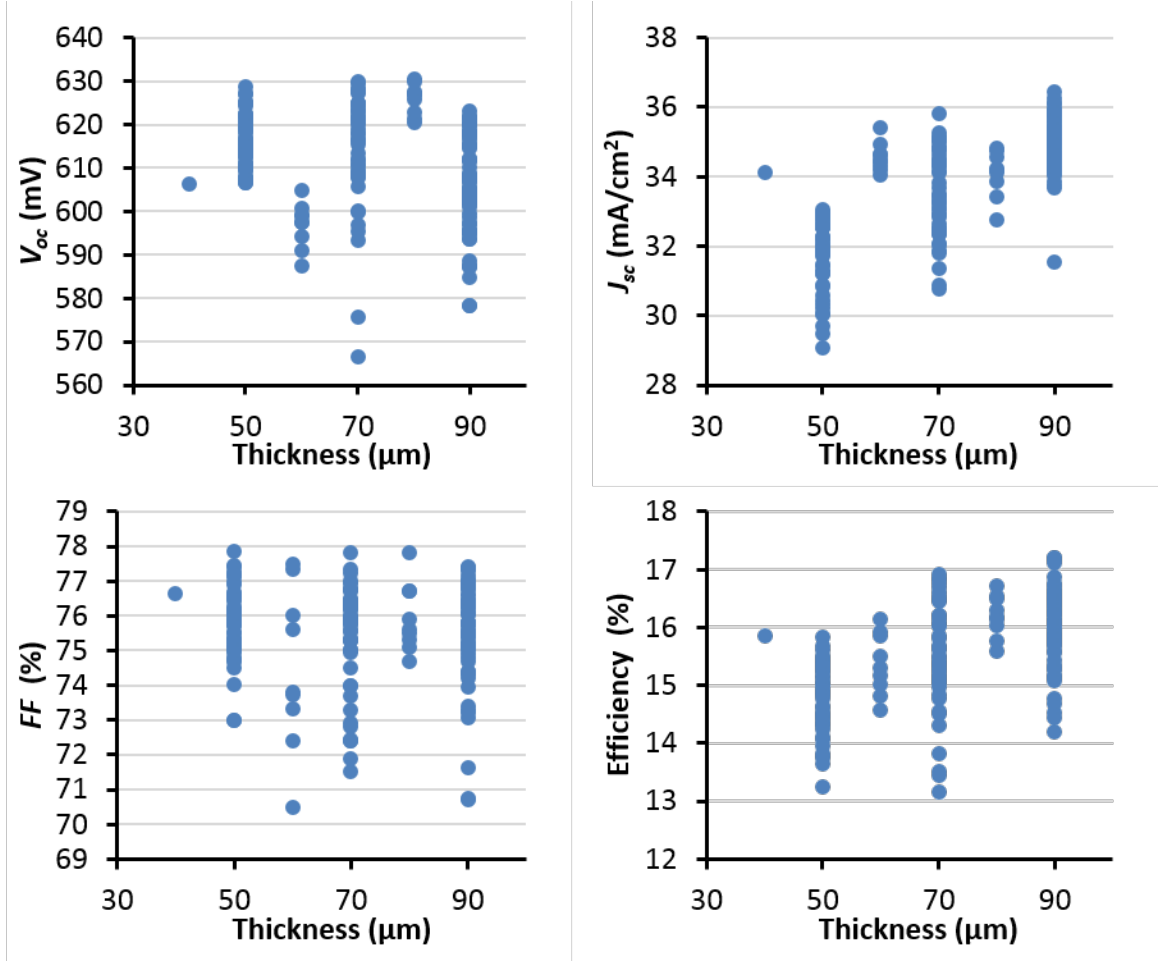 640
630
620
610
600
590
580
570
560
V_oc (mV)
30 50 70 90
Thickness (μm)
38
36
34
32
30
28
J_sc (mA/cm²)
30 50 70 90
Thickness (μm)
79
78
77
76
75
74
73
72
71
70
69
FF (%)
30 50 70 90
Thickness (μm)
18
17
16
15
14
13
12
Efficiency (%)
30 50 70 90
Thickness (μm)